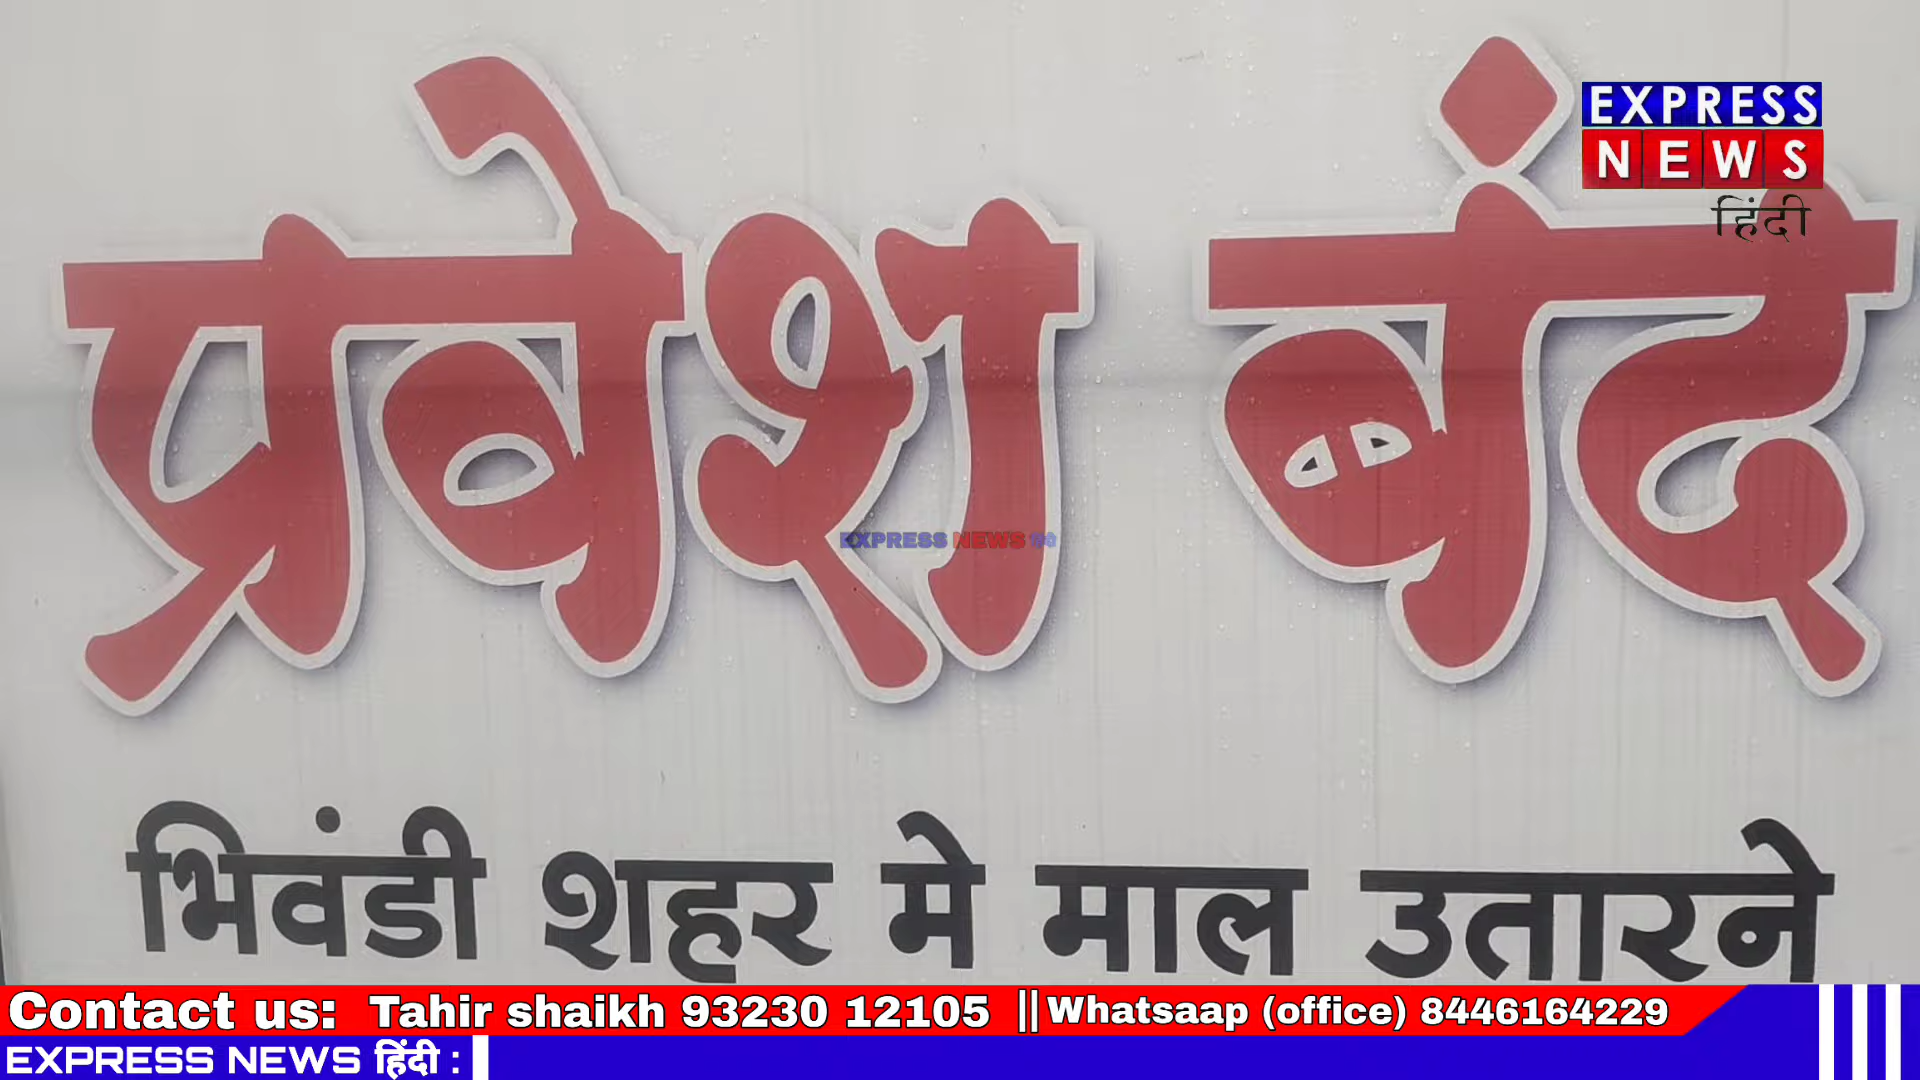 EXPRESS
NEWS
हिंदी
प्रवेश बंद
EXPRESS NEWS हिंदी
भिवंडी शहर मे माल उतारने
Contact us: Tahir shaikh 93230 12105 || Whatsaap (office) 8446164229
EXPRESS NEWS हिंदी :